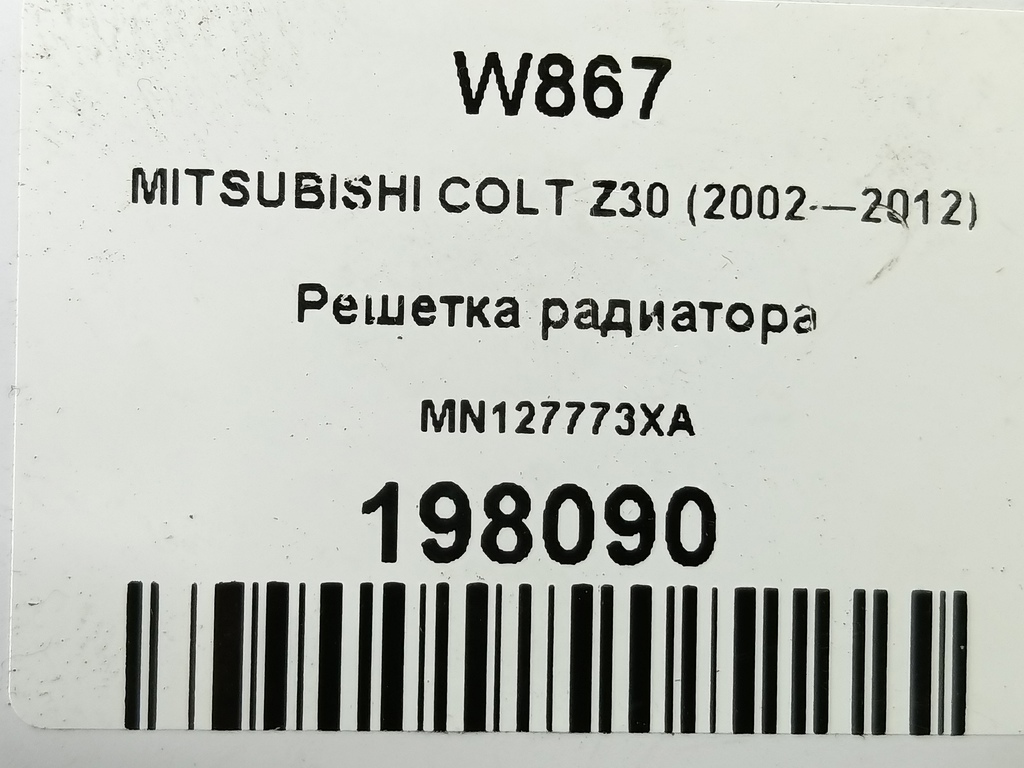 W867
MITSUBISHI COLT Z30 (2002-—2012)
Решетка радиатора
MN127773XA
198090